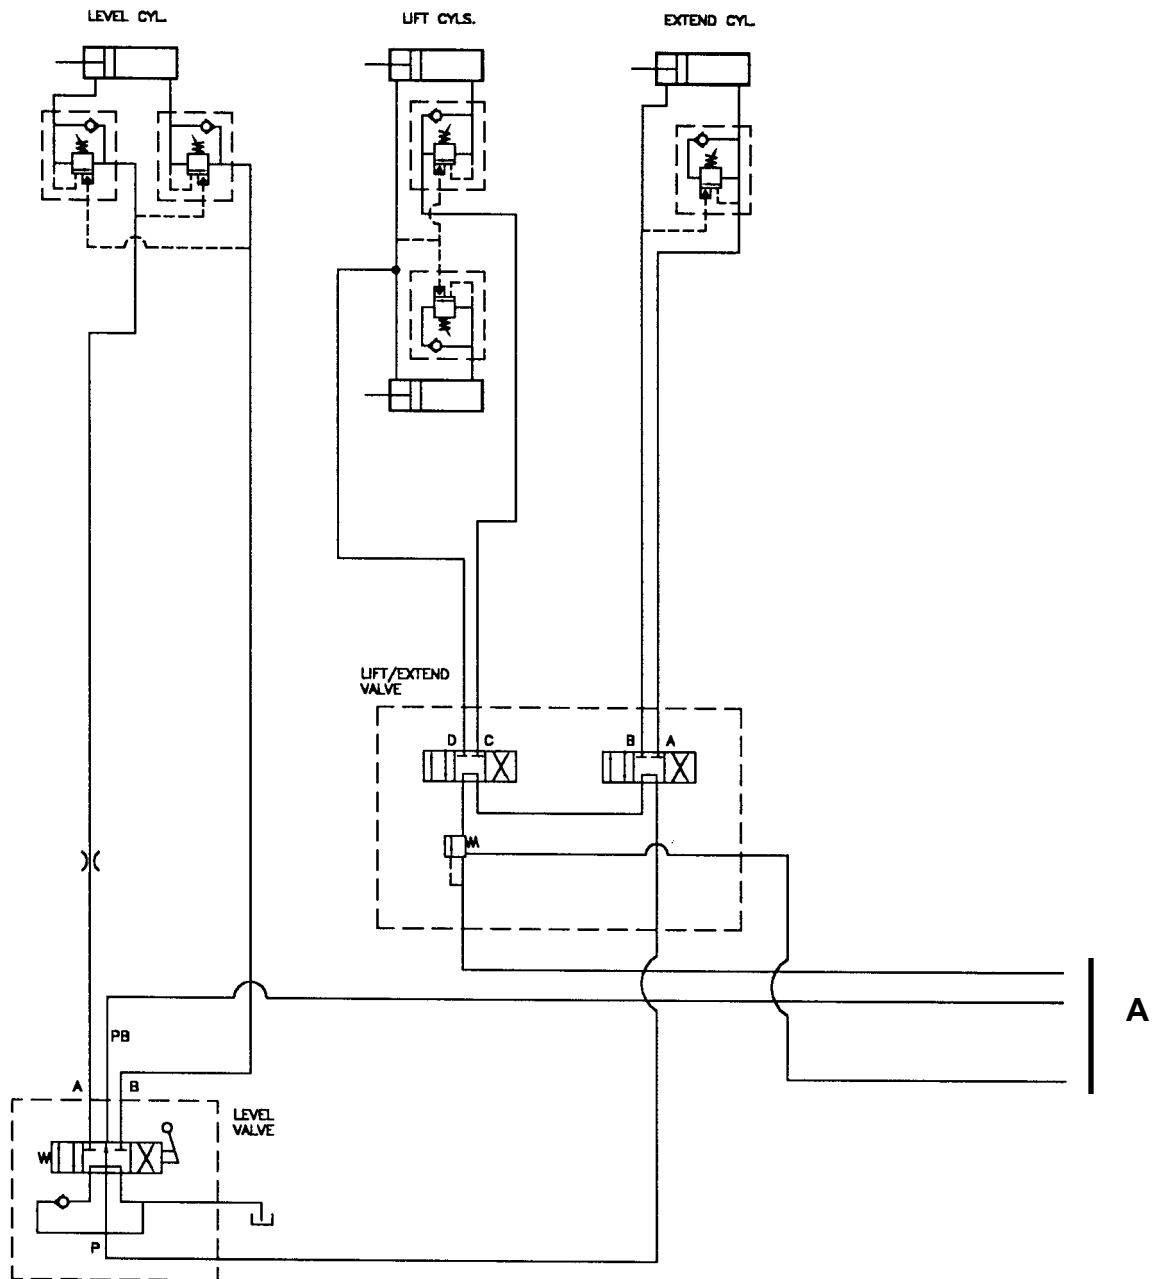 LEVEL CYL.
LIFT CYLS.
EXTEND CYL.
LIFT/EXTEND
VALVE
D C
B A
A
PB
A B
LEVEL
VALVE
P